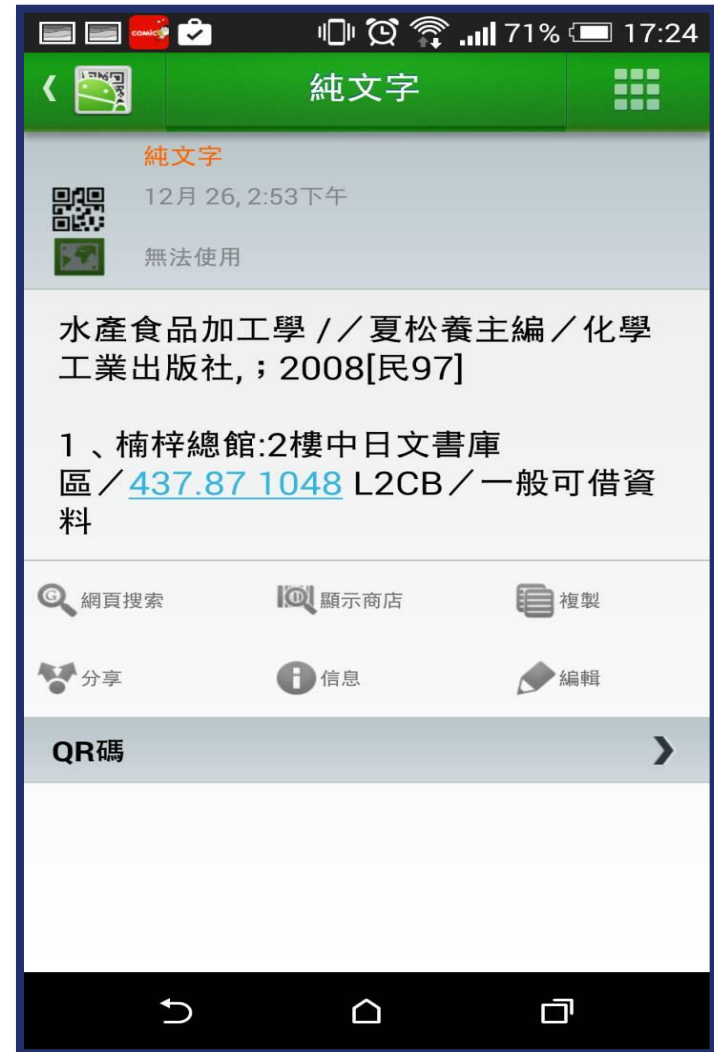 comico
71% 17:24
純文字
純文字
12月 26, 2:53下午
無法使用
水產食品加工學 /／夏松養主編／化學
工業出版社,；2008[民97]
1、楠梓總館:2樓中日文書庫
區／437.87 1048 L2CB／一般可借資
料
網頁搜索 顯示商店 複製
分享 信息 編輯
QR碼